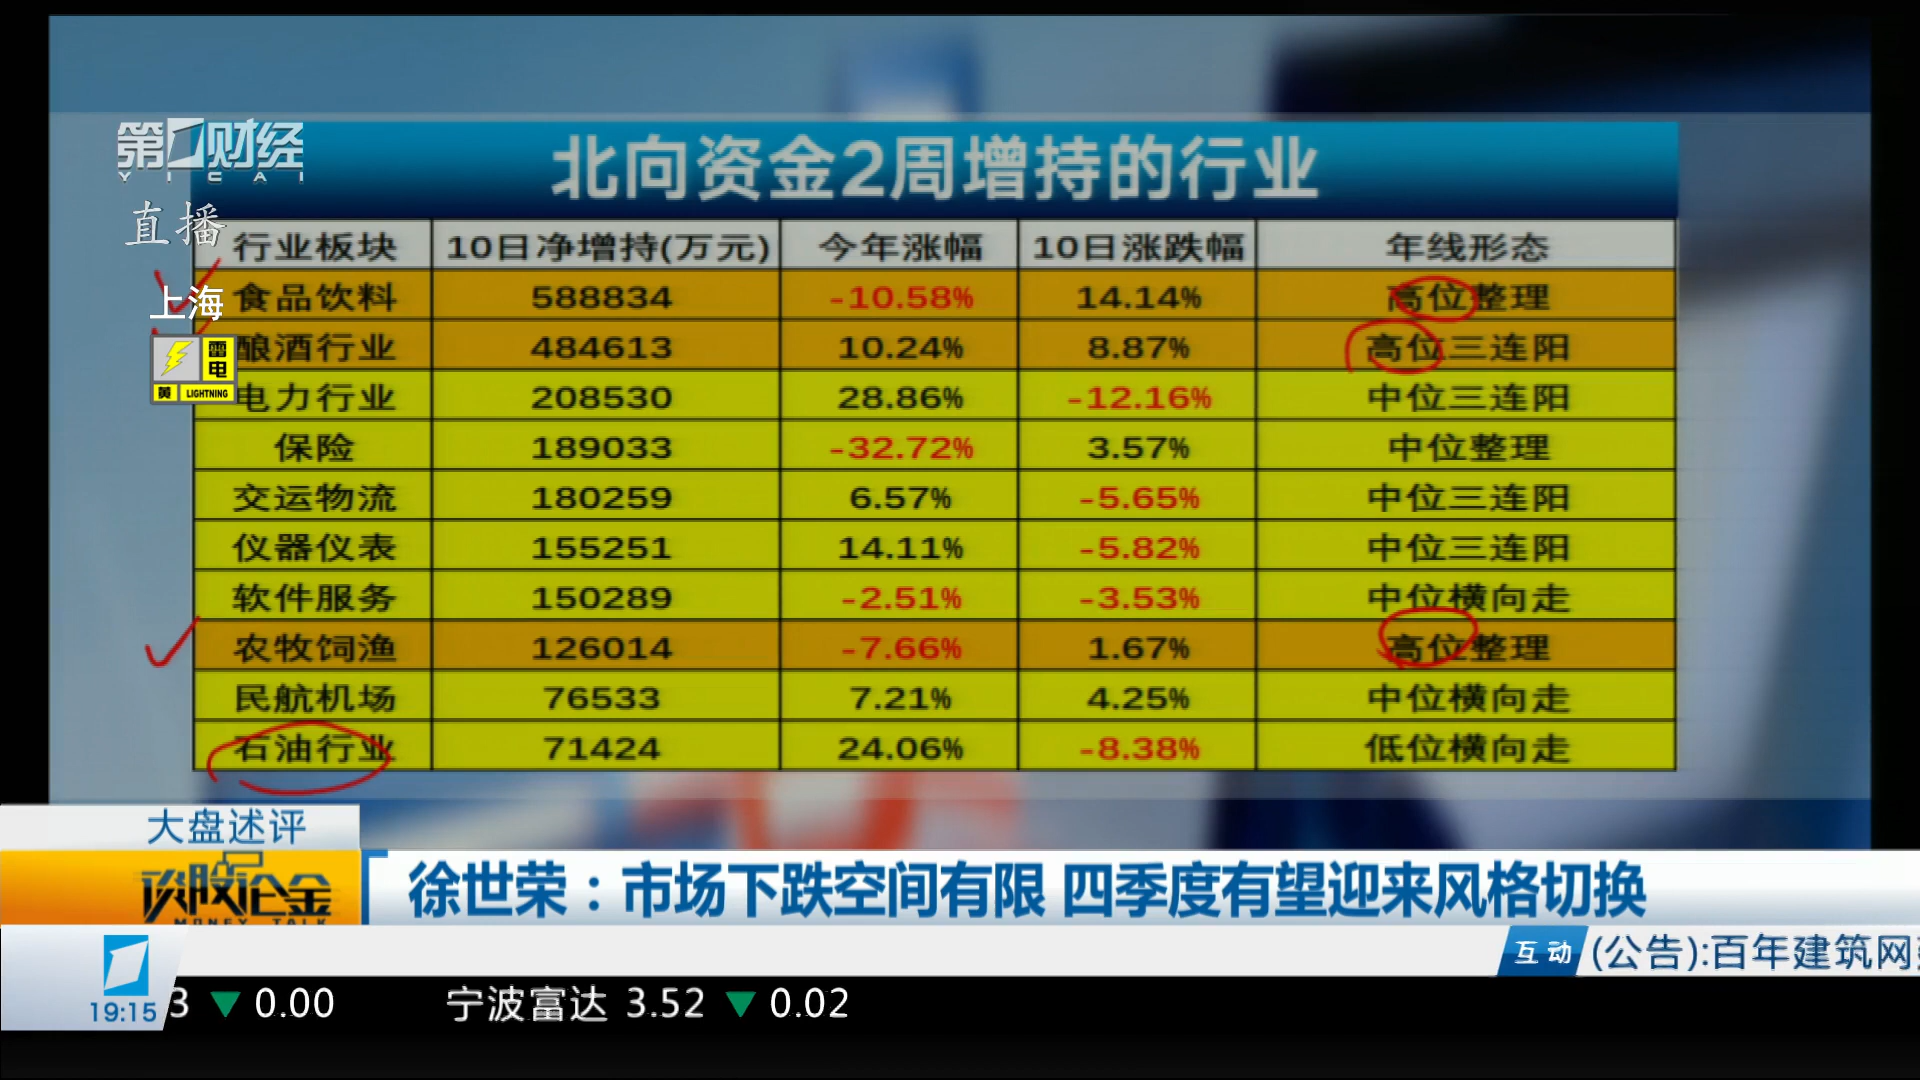 第1财经
YICAI
直播
上海
雷电
黄 LIGHTNING
北向资金2周增持的行业
行业板块 10日净增持(万元) 今年涨幅 10日涨跌幅 年线形态
食品饮料 588834 -10.58% 14.14% 高位整理
酿酒行业 484613 10.24% 8.87% 高位三连阳
电力行业 208530 28.86% -12.16% 中位三连阳
保险 189033 -32.72% 3.57% 中位整理
交运物流 180259 6.57% -5.65% 中位三连阳
仪器仪表 155251 14.11% -5.82% 中位三连阳
软件服务 150289 -2.51% -3.53% 中位横向走
农牧饲渔 126014 -7.66% 1.67% 高位整理
民航机场 76533 7.21% 4.25% 中位横向走
石油行业 71424 24.06% -8.38% 低位横向走
大盘述评
谈股论金
MONEY TALK
徐世荣：市场下跌空间有限 四季度有望迎来风格切换
互动 (公告):百年建筑网
19:15
3 ▼ 0.00 宁波富达 3.52 ▼ 0.02